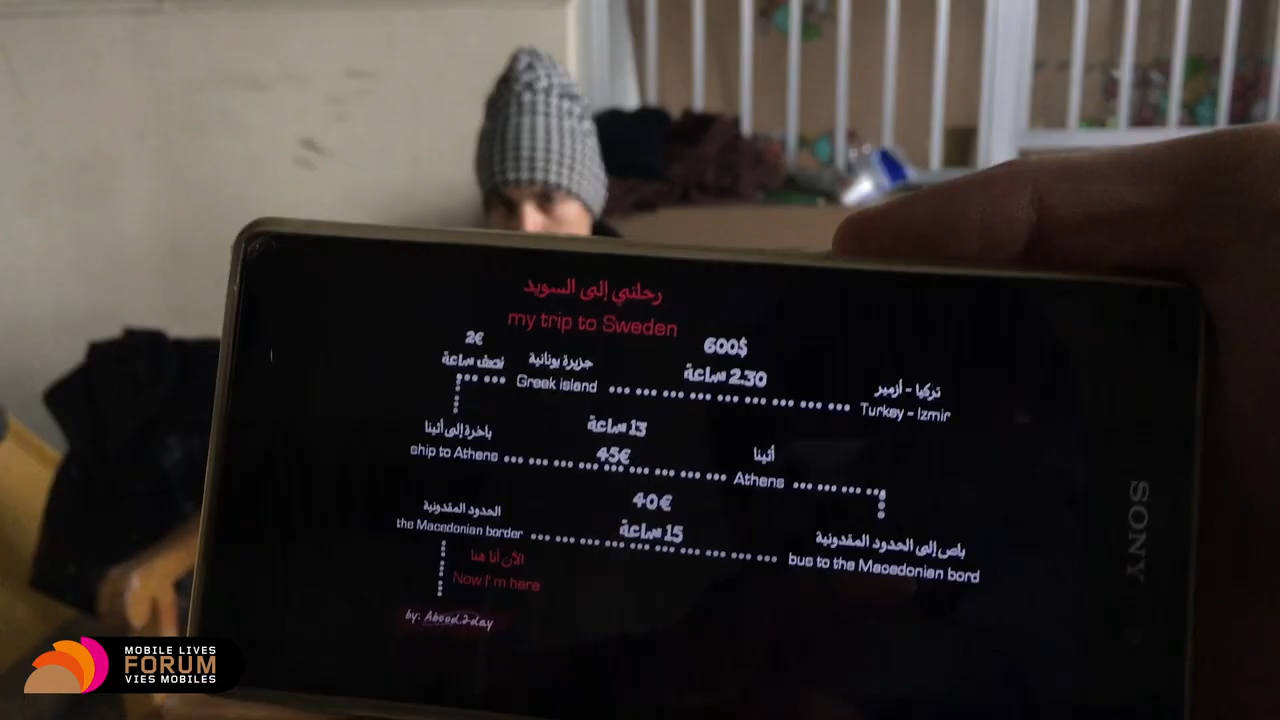 رحلتي إلى السويد
my trip to Sweden
2€
نصف ساعة
جزيرة يونانية
Greek island
600$
2.30 ساعة
تركيا - أزمير
Turkey - Izmir
باخرة إلى أثينا
ship to Athens
13 ساعة
45€
أثينا
Athens
الحدود المقدونية
the Macedonian border
40€
15 ساعة
باص إلى الحدود المقدونية
bus to the Macedonian bord
الآن أنا هنا
Now I'm here
by: Abood.2day
SONY
MOBILE LIVES
FORUM
VIES MOBILES